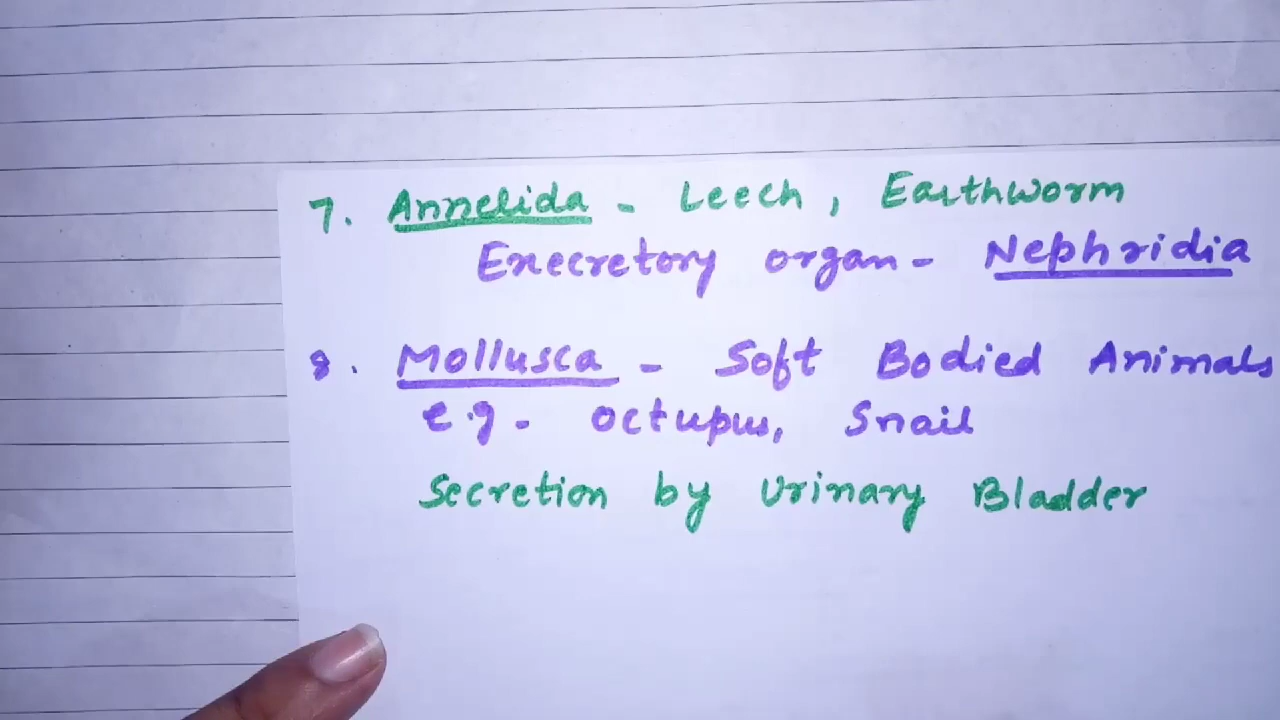 7. Annelida - Leech, Earthworm
Execretory organ - Nephridia
8. Mollusca - Soft Bodied Animals
e.g. octupus, Snail
Secretion by Urinary Bladder